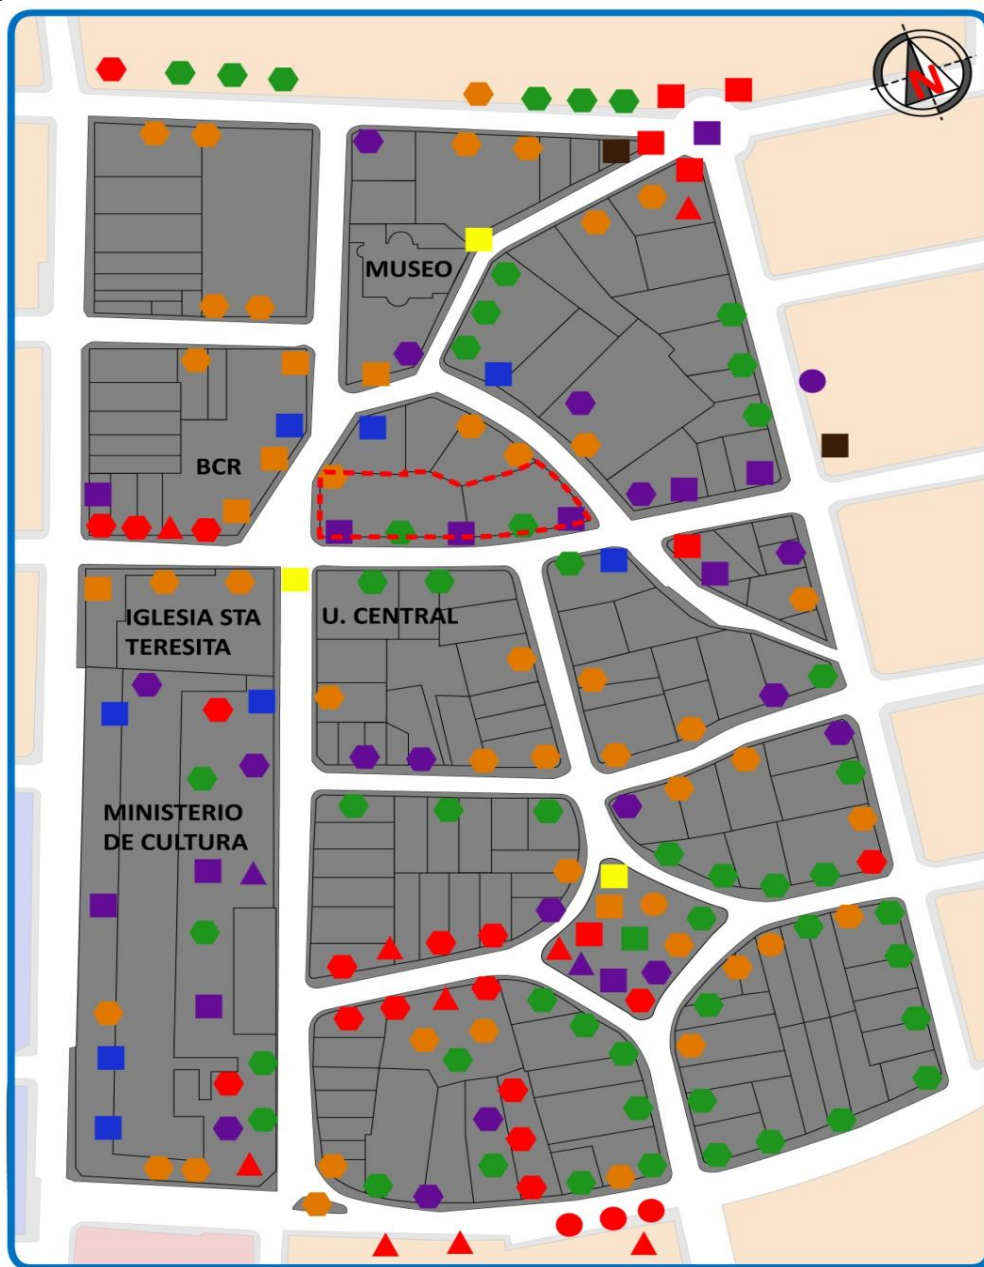 N
MUSEO
BCR
IGLESIA STA
TERESITA
U. CENTRAL
MINISTERIO
DE CULTURA